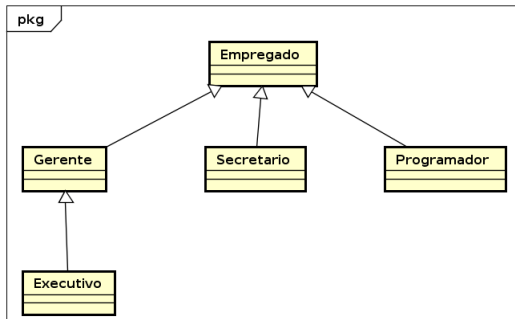 pkg
Empregado
Gerente
Secretario
Programador
Executivo